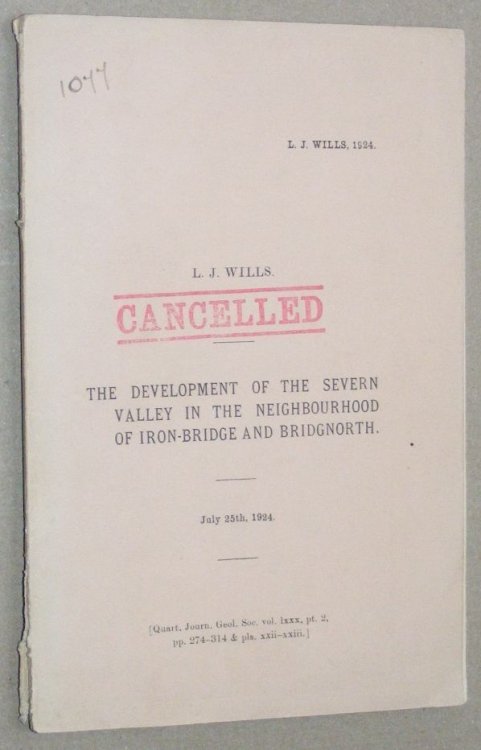 1077
L. J. WILLS, 1924.
L. J. WILLS.
CANCELLED
THE DEVELOPMENT OF THE SEVERN
VALLEY IN THE NEIGHBOURHOOD
OF IRON-BRIDGE AND BRIDGNORTH.
July 25th, 1924.
[Quart. Journ. Geol. Soc. vol. lxxx, pt. 2,
pp. 274-314 & pls. xxii-xxiii.]